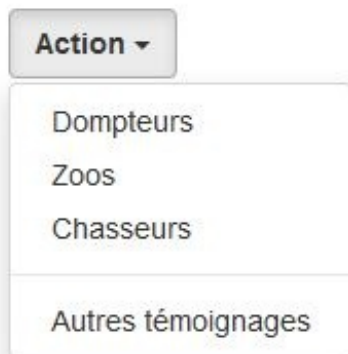 Action
Dompteurs
Zoos
Chasseurs
Autres témoignages